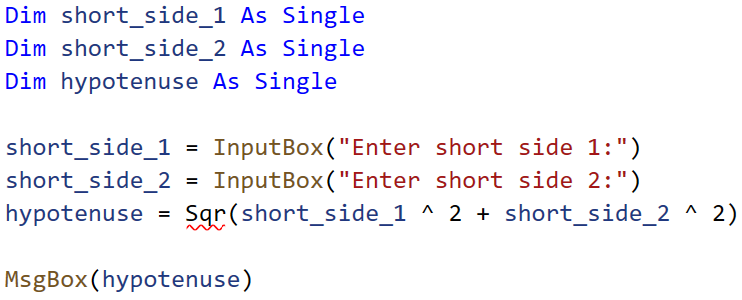 Dim short_side_1 As Single
Dim short_side_2 As Single
Dim hypotenuse As Single
short_side_1 = InputBox("Enter short side 1:")
short_side_2 = InputBox("Enter short side 2:")
hypotenuse = Sqr(short_side_1 ^ 2 + short_side_2 ^ 2)
MsgBox(hypotenuse)